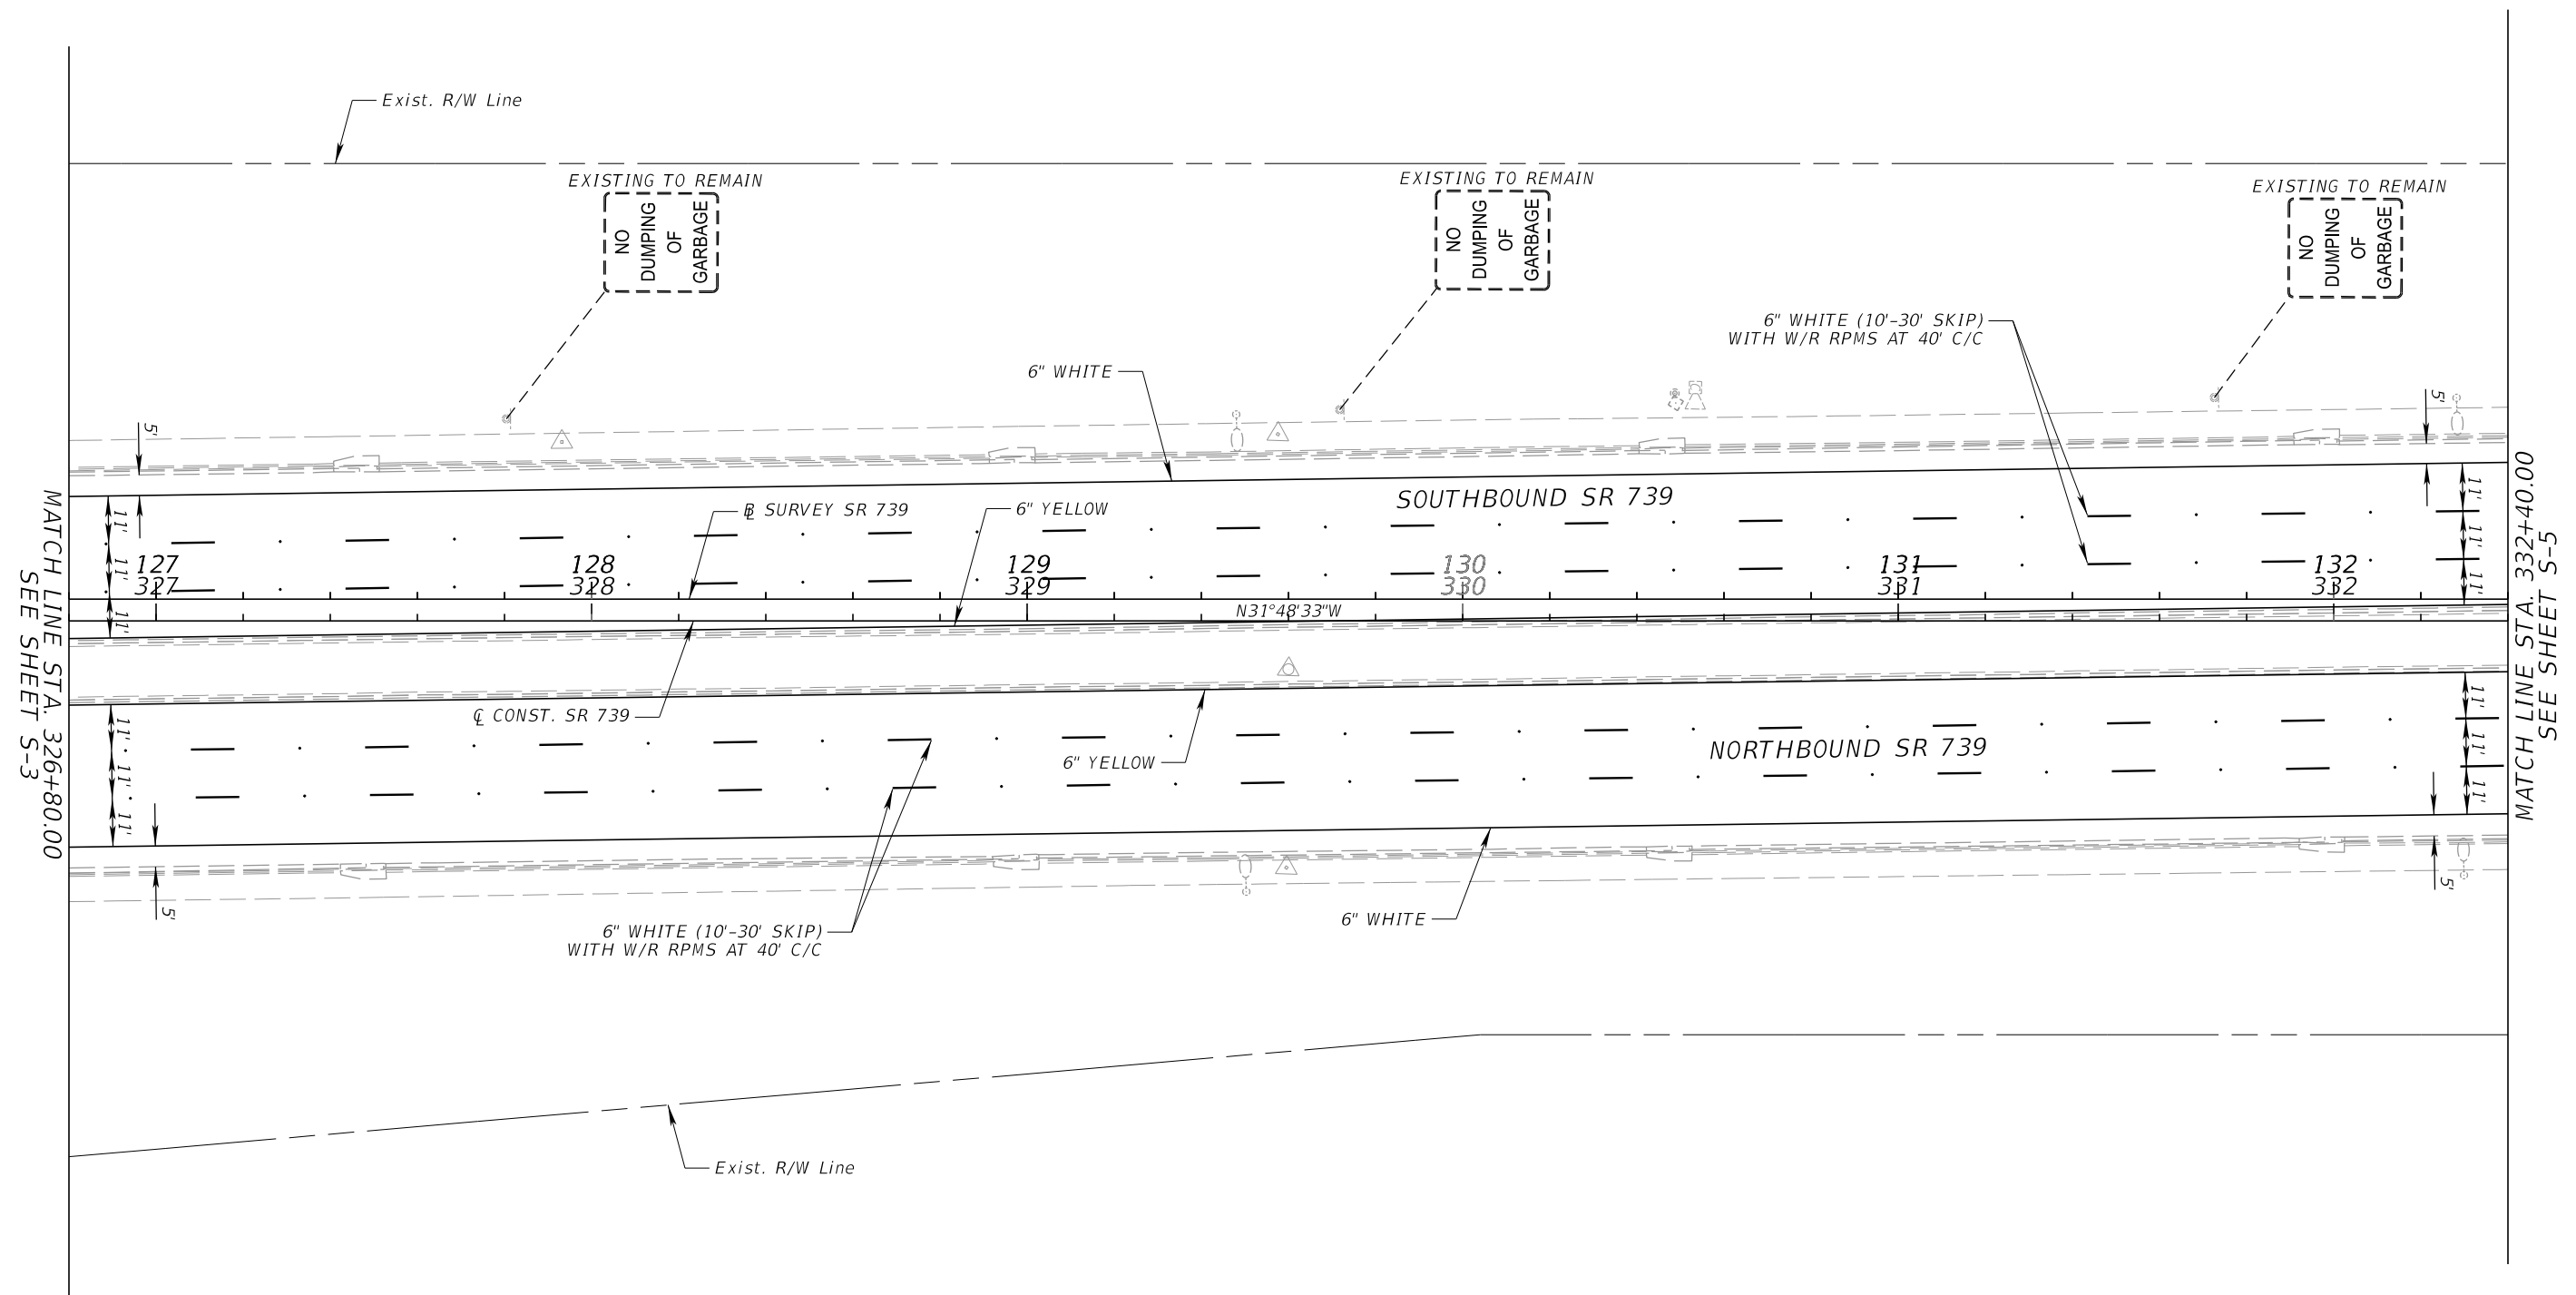 Exist. R/W Line
EXISTING TO REMAIN
NO
DUMPING
OF
GARBAGE
EXISTING TO REMAIN
NO
DUMPING
OF
GARBAGE
EXISTING TO REMAIN
NO
DUMPING
OF
GARBAGE
6" WHITE (10'-30' SKIP)
WITH W/R RPMS AT 40' C/C
6" WHITE
5'
5'
SOUTHBOUND SR 739
℄ SURVEY SR 739
6" YELLOW
11'
11'
11'
11'
11'
11'
127
128
129
130
131
132
327
328
329
330
331
332
N31°48'33"W
MATCH LINE STA. 326+80.00
SEE SHEET S-3
MATCH LINE STA. 332+40.00
SEE SHEET S-5
℄ CONST. SR 739
6" YELLOW
NORTHBOUND SR 739
11'
11'
11'
11'
11'
11'
5'
5'
6" WHITE (10'-30' SKIP)
WITH W/R RPMS AT 40' C/C
6" WHITE
Exist. R/W Line